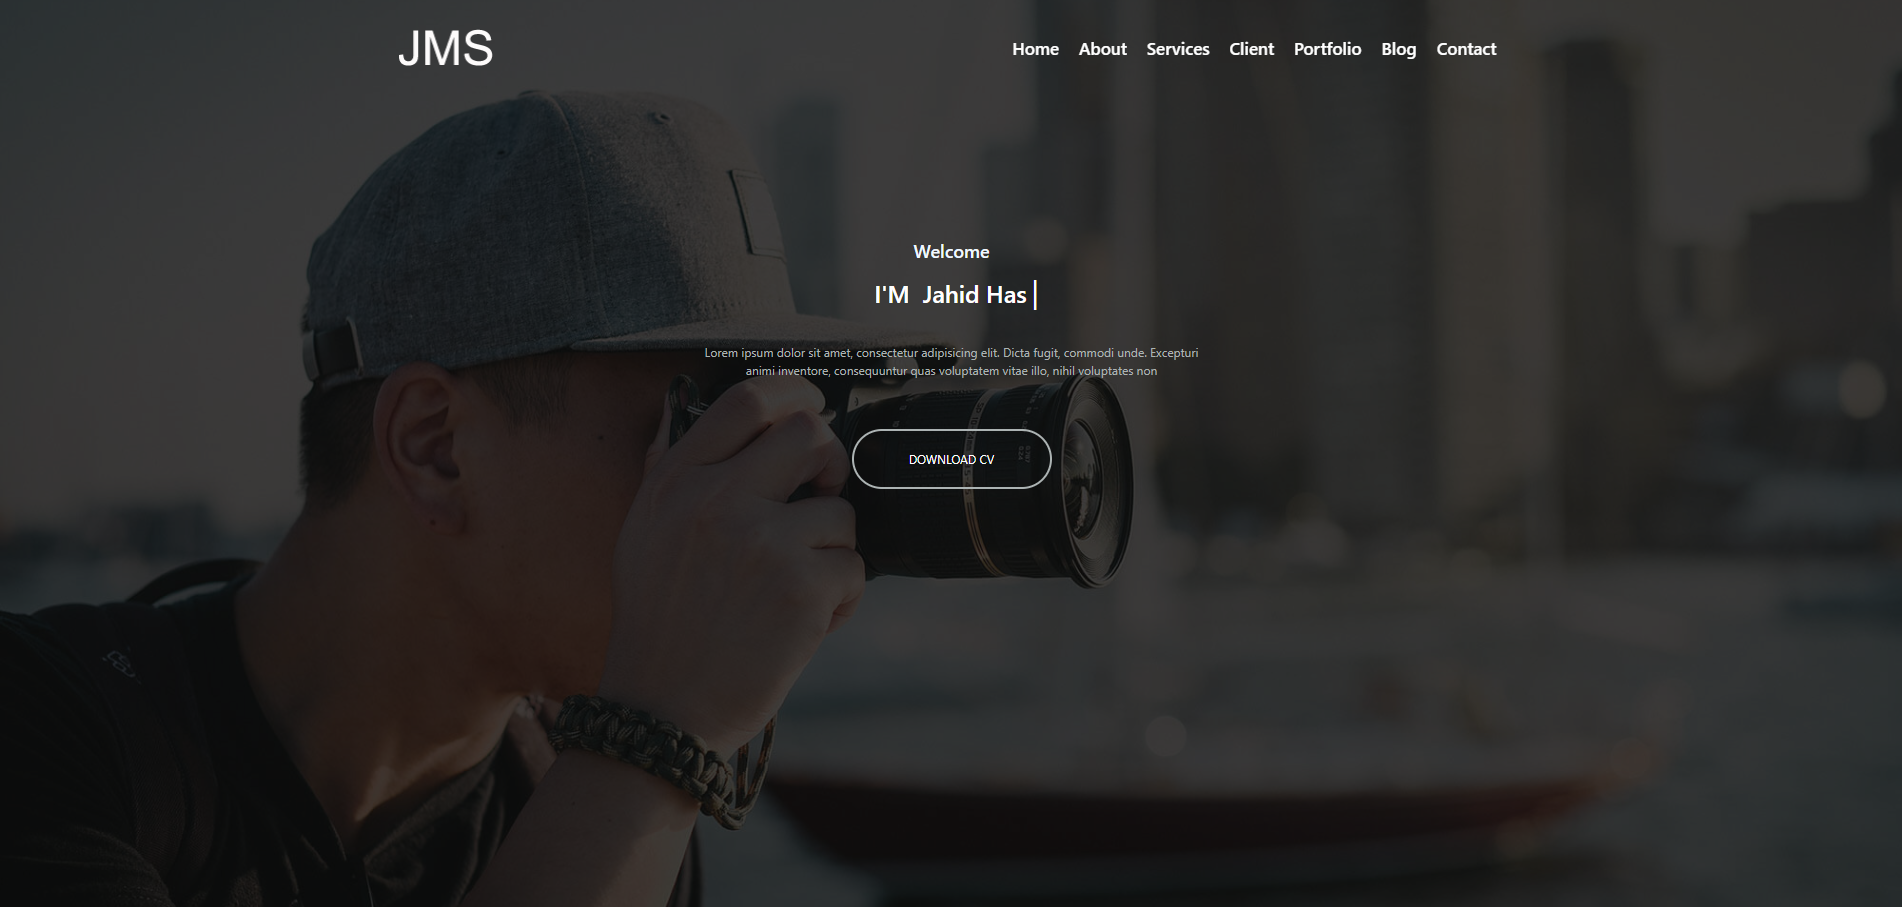 JMS
Home About Services Client Portfolio Blog Contact
Welcome
I'M Jahid Has
Lorem ipsum dolor sit amet, consectetur adipisicing elit. Dicta fugit, commodi unde. Excepturi
animi inventore, consequuntur quas voluptatem vitae illo, nihil voluptates non
DOWNLOAD CV